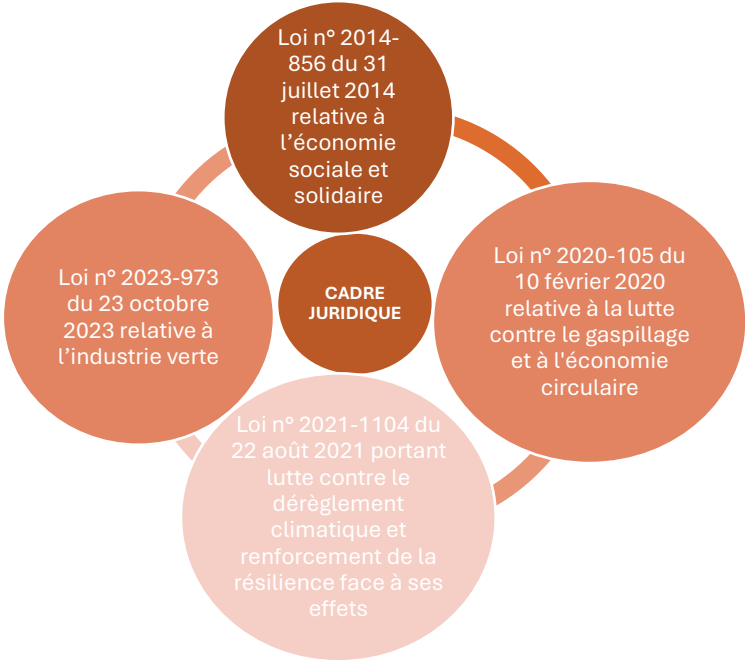 Loi n° 2014-
856 du 31
juillet 2014
relative à
l’économie
sociale et
solidaire
Loi n° 2020-105 du
10 février 2020
relative à la lutte
contre le gaspillage
et à l'économie
circulaire
Loi n° 2021-1104 du
22 août 2021 portant
lutte contre le
dérèglement
climatique et
renforcement de la
résilience face à ses
effets
Loi n° 2023-973
du 23 octobre
2023 relative à
l’industrie verte
CADRE
JURIDIQUE